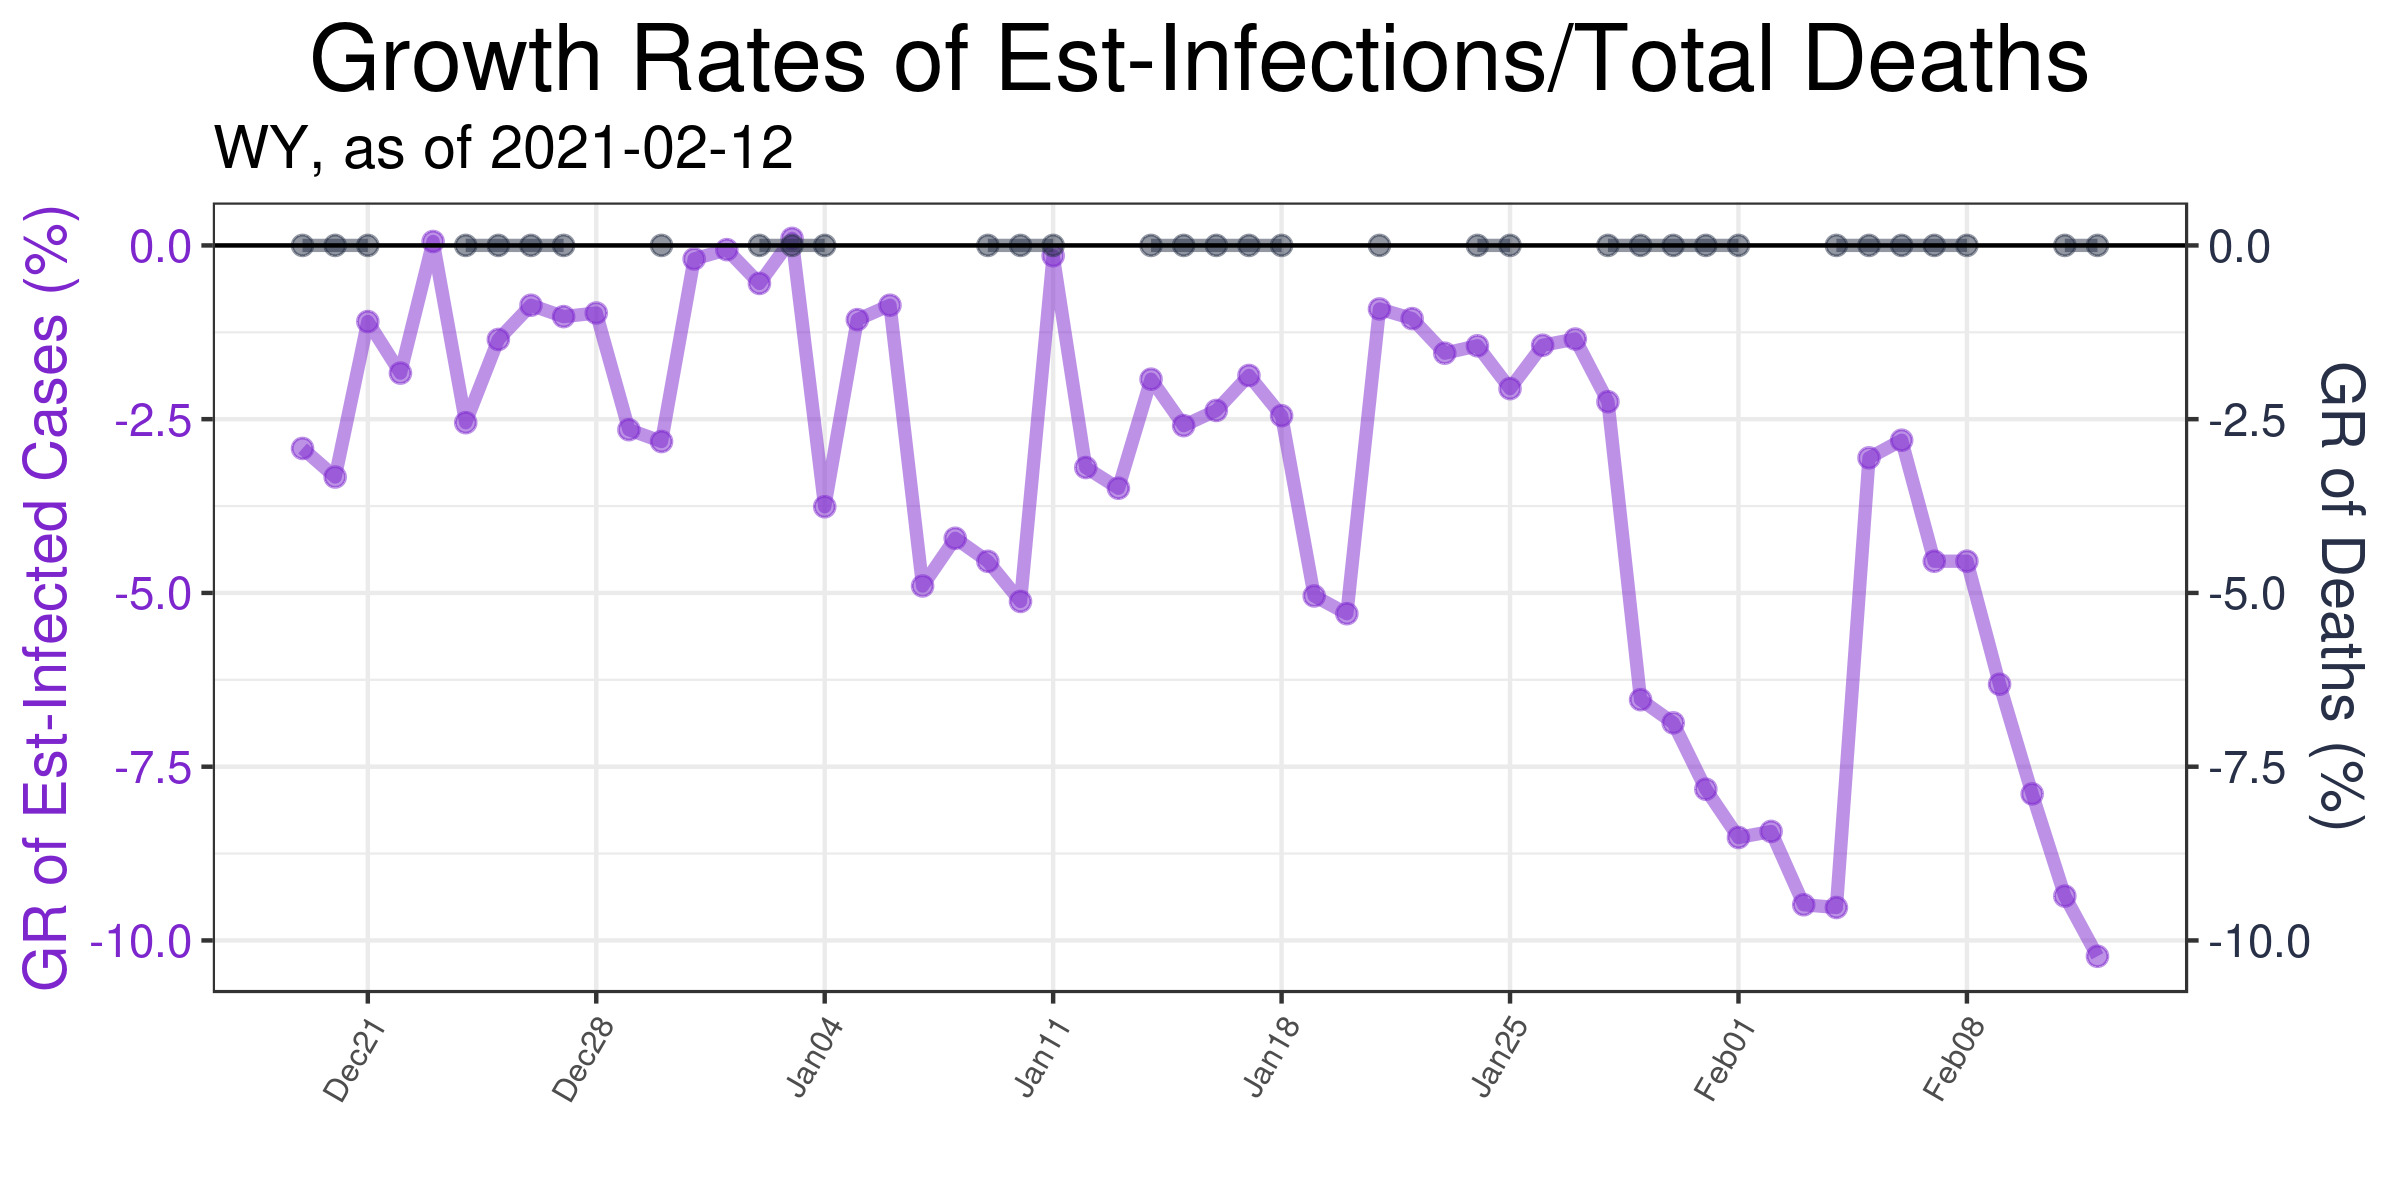 Growth Rates of Est-Infections/Total Deaths
WY, as of 2021-02-12
GR of Est-Infected Cases (%)
0.0
-2.5
-5.0
-7.5
-10.0
0.0
-2.5
-5.0
-7.5
-10.0
GR of Deaths (%)
Dec21
Dec28
Jan04
Jan11
Jan18
Jan25
Feb01
Feb08